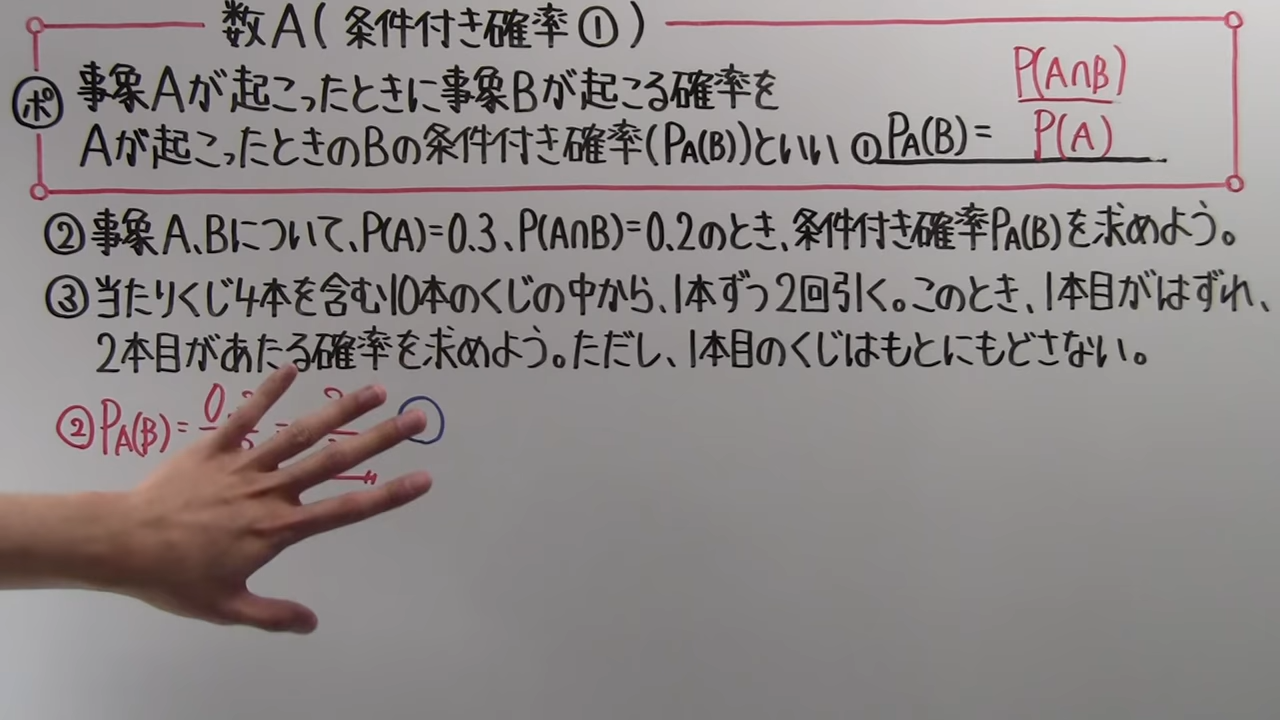 数A(条件付き確率①)
ポ 事象Aが起こったときに事象Bが起こる確率を
Aが起こったときのBの条件付き確率(PA(B))といい ①PA(B)= P(A∩B)
P(A)
②事象A、Bについて、P(A)=0.3、P(A∩B)=0.2のとき、条件付き確率PA(B)を求めよう。
③当たりくじ4本を含む10本のくじの中から、1本ずつ2回引く。このとき、1本目がはずれ、
2本目があたる確率を求めよう。ただし、1本目のくじはもとにもどさない。
②PA(B)=